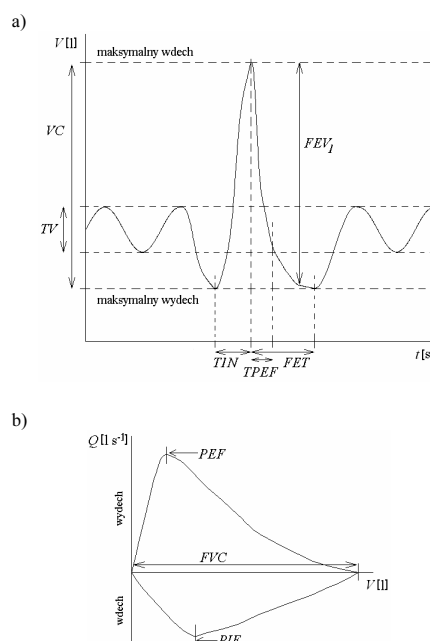 a)
V [l]
maksymalny wdech
VC
FEV1
TV
maksymalny wydech
t [s
TIN
FET
TPEF
b)
Q [l s-1]
PEF
wydech
FVC
V [l]
wdech
PIF